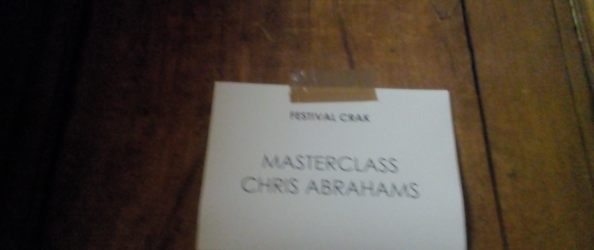 FESTIVAL CRAK
MASTERCLASS
CHRIS ABRAHAMS